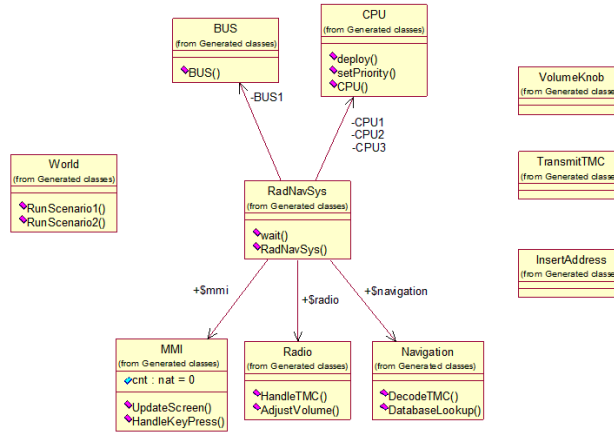 BUS
(from Generated classes)
BUS()
CPU
(from Generated classes)
deploy()
setPriority()
CPU()
VolumeKnob
(from Generated classes)
-BUS1
-CPU1
-CPU2
-CPU3
World
(from Generated classes)
RunScenario1()
RunScenario2()
TransmitTMC
(from Generated classes)
RadNavSys
(from Generated classes)
wait()
RadNavSys()
InsertAddress
(from Generated classes)
+$mmi
+$radio
+$navigation
MMI
(from Generated classes)
cnt : nat = 0
UpdateScreen()
HandleKeyPress()
Radio
(from Generated classes)
HandleTMC()
AdjustVolume()
Navigation
(from Generated classes)
DecodeTMC()
DatabaseLookup()